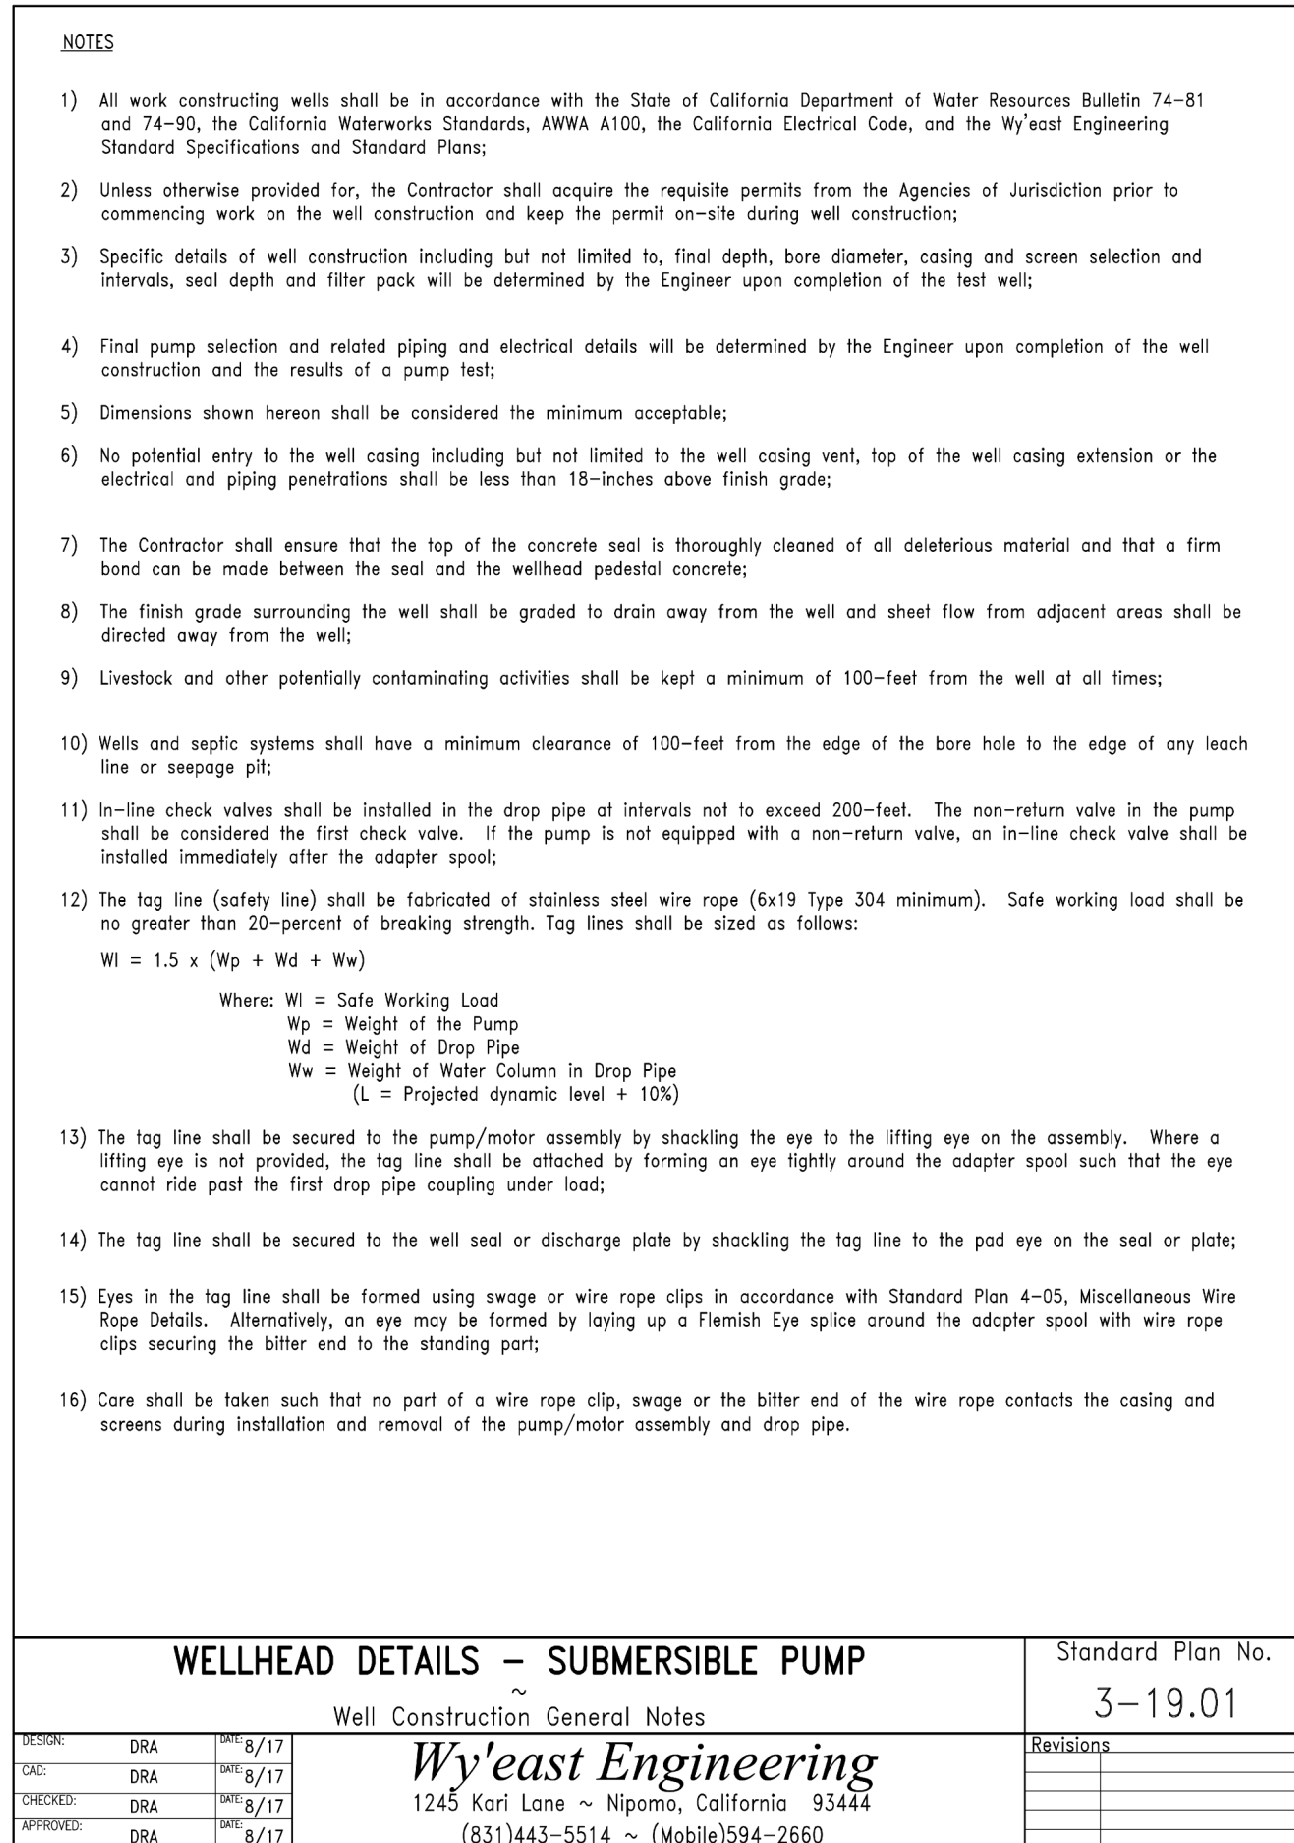 NOTES
1) All work constructing wells shall be in accordance with the State of California Department of Water Resources Bulletin 74-81
and 74-90, the California Waterworks Standards, AWWA A100, the California Electrical Code, and the Wy'east Engineering
Standard Specifications and Standard Plans;
2) Unless otherwise provided for, the Contractor shall acquire the requisite permits from the Agencies of Jurisdiction prior to
commencing work on the well construction and keep the permit on-site during well construction;
3) Specific details of well construction including but not limited to, final depth, bore diameter, casing and screen selection and
intervals, seal depth and filter pack will be determined by the Engineer upon completion of the test well;
4) Final pump selection and related piping and electrical details will be determined by the Engineer upon completion of the well
construction and the results of a pump test;
5) Dimensions shown hereon shall be considered the minimum acceptable;
6) No potential entry to the well casing including but not limited to the well casing vent, top of the well casing extension or the
electrical and piping penetrations shall be less than 18-inches above finish grade;
7) The Contractor shall ensure that the top of the concrete seal is thoroughly cleaned of all deleterious material and that a firm
bond can be made between the seal and the wellhead pedestal concrete;
8) The finish grade surrounding the well shall be graded to drain away from the well and sheet flow from adjacent areas shall be
directed away from the well;
9) Livestock and other potentially contaminating activities shall be kept a minimum of 100-feet from the well at all times;
10) Wells and septic systems shall have a minimum clearance of 100-feet from the edge of the bore hole to the edge of any leach
line or seepage pit;
11) In-line check valves shall be installed in the drop pipe at intervals not to exceed 200-feet. The non-return valve in the pump
shall be considered the first check valve. If the pump is not equipped with a non-return valve, an in-line check valve shall be
installed immediately after the adapter spool;
12) The tag line (safety line) shall be fabricated of stainless steel wire rope (6x19 Type 304 minimum). Safe working load shall be
no greater than 20-percent of breaking strength. Tag lines shall be sized as follows:
Wl = 1.5 x (Wp + Wd + Ww)
Where: Wl = Safe Working Load
Wp = Weight of the Pump
Wd = Weight of Drop Pipe
Ww = Weight of Water Column in Drop Pipe
(L = Projected dynamic level + 10%)
13) The tag line shall be secured to the pump/motor assembly by shackling the eye to the lifting eye on the assembly. Where a
lifting eye is not provided, the tag line shall be attached by forming an eye tightly around the adapter spool such that the eye
cannot ride past the first drop pipe coupling under load;
14) The tag line shall be secured to the well seal or discharge plate by shackling the tag line to the pad eye on the seal or plate;
15) Eyes in the tag line shall be formed using swage or wire rope clips in accordance with Standard Plan 4-05, Miscellaneous Wire
Rope Details. Alternatively, an eye may be formed by laying up a Flemish Eye splice around the adapter spool with wire rope
clips securing the bitter end to the standing part;
16) Care shall be taken such that no part of a wire rope clip, swage or the bitter end of the wire rope contacts the casing and
screens during installation and removal of the pump/motor assembly and drop pipe.
WELLHEAD DETAILS - SUBMERSIBLE PUMP
~
Well Construction General Notes
Standard Plan No.
3-19.01
DESIGN: DRA DATE: 8/17
CAD: DRA DATE: 8/17
CHECKED: DRA DATE: 8/17
APPROVED: DRA DATE: 8/17
Wy'east Engineering
1245 Kari Lane ~ Nipomo, California 93444
(831)443-5514 ~ (Mobile)594-2660
Revisions